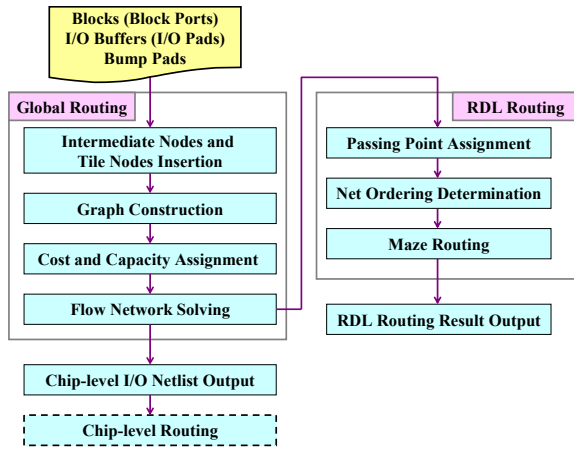 Blocks (Block Ports)
I/O Buffers (I/O Pads)
Bump Pads
Global Routing
Intermediate Nodes and
Tile Nodes Insertion
Graph Construction
Cost and Capacity Assignment
Flow Network Solving
Chip-level I/O Netlist Output
Chip-level Routing
RDL Routing
Passing Point Assignment
Net Ordering Determination
Maze Routing
RDL Routing Result Output